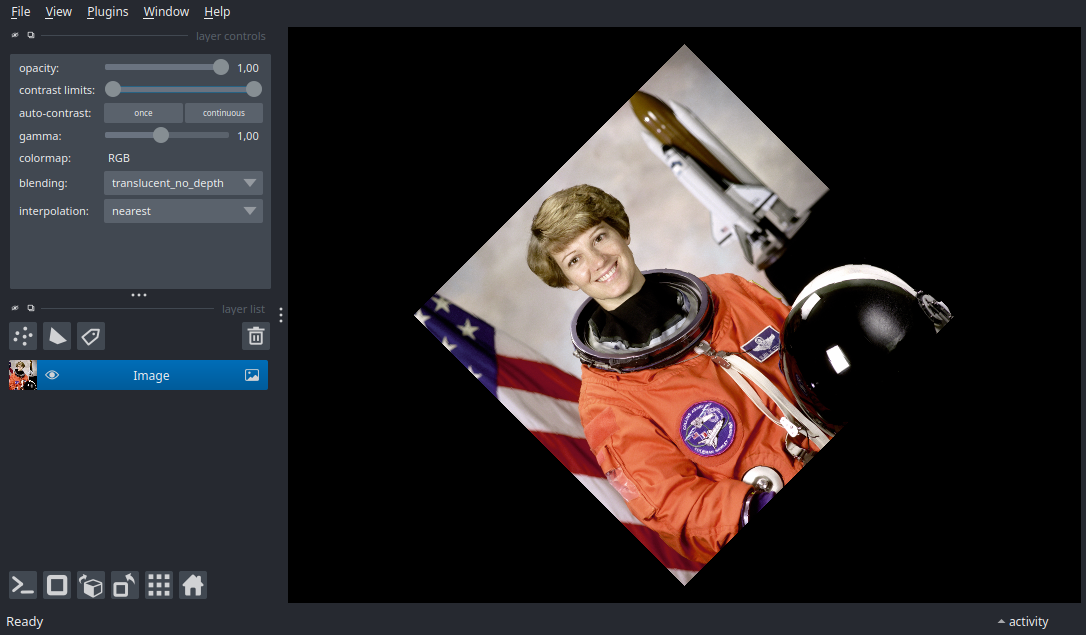 File View Plugins Window Help
layer controls
opacity: 1,00
contrast limits:
auto-contrast: once continuous
gamma: 1,00
colormap: RGB
blending: translucent_no_depth
interpolation: nearest
layer list
Image
Ready
activity